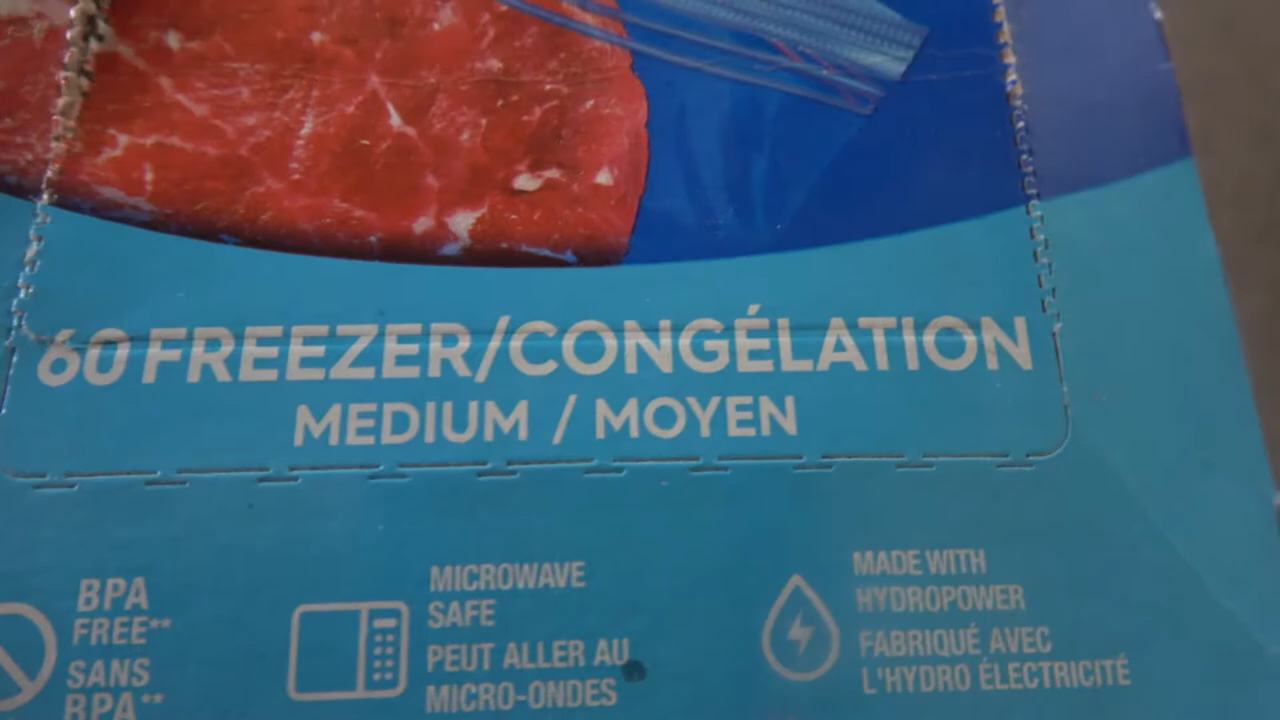 60 FREEZER/CONGÉLATION
MEDIUM / MOYEN
BPA
FREE**
SANS
BPA**
MICROWAVE
SAFE
PEUT ALLER AU
MICRO-ONDES
MADE WITH
HYDROPOWER
FABRIQUÉ AVEC
L'HYDRO ÉLECTRICITÉ